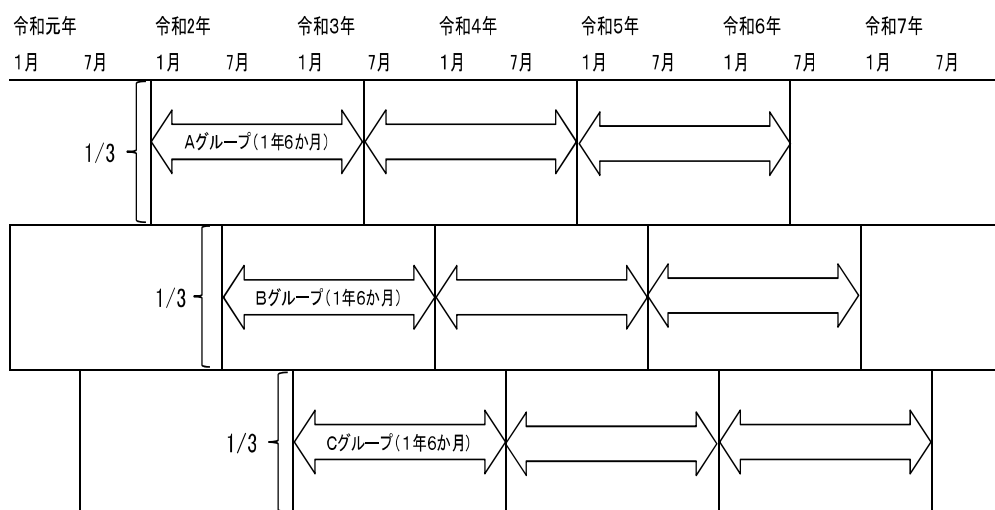 令和元年 令和2年 令和3年 令和4年 令和5年 令和6年 令和7年
1月 7月 1月 7月 1月 7月 1月 7月 1月 7月 1月 7月 1月 7月
1/3 Aグループ(1年6か月)
1/3 Bグループ(1年6か月)
1/3 Cグループ(1年6か月)